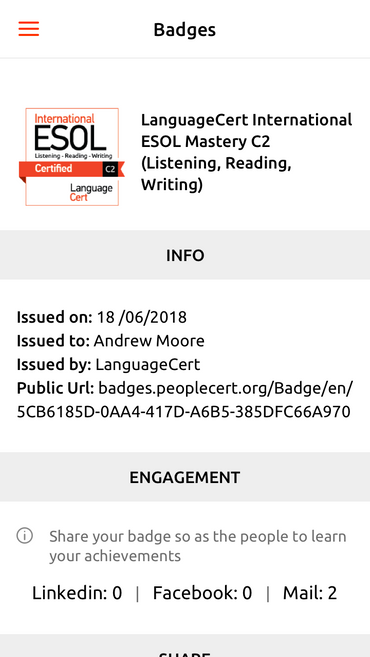 Badges
International
ESOL
Listening - Reading - Writing
Certified C2
Language
Cert
LanguageCert International
ESOL Mastery C2
(Listening, Reading,
Writing)
INFO
Issued on: 18 /06/2018
Issued to: Andrew Moore
Issued by: LanguageCert
Public Url: badges.peoplecert.org/Badge/en/
5CB6185D-0AA4-417D-A6B5-385DFC66A970
ENGAGEMENT
Share your badge so as the people to learn
your achievements
Linkedin: 0 | Facebook: 0 | Mail: 2
SHARE